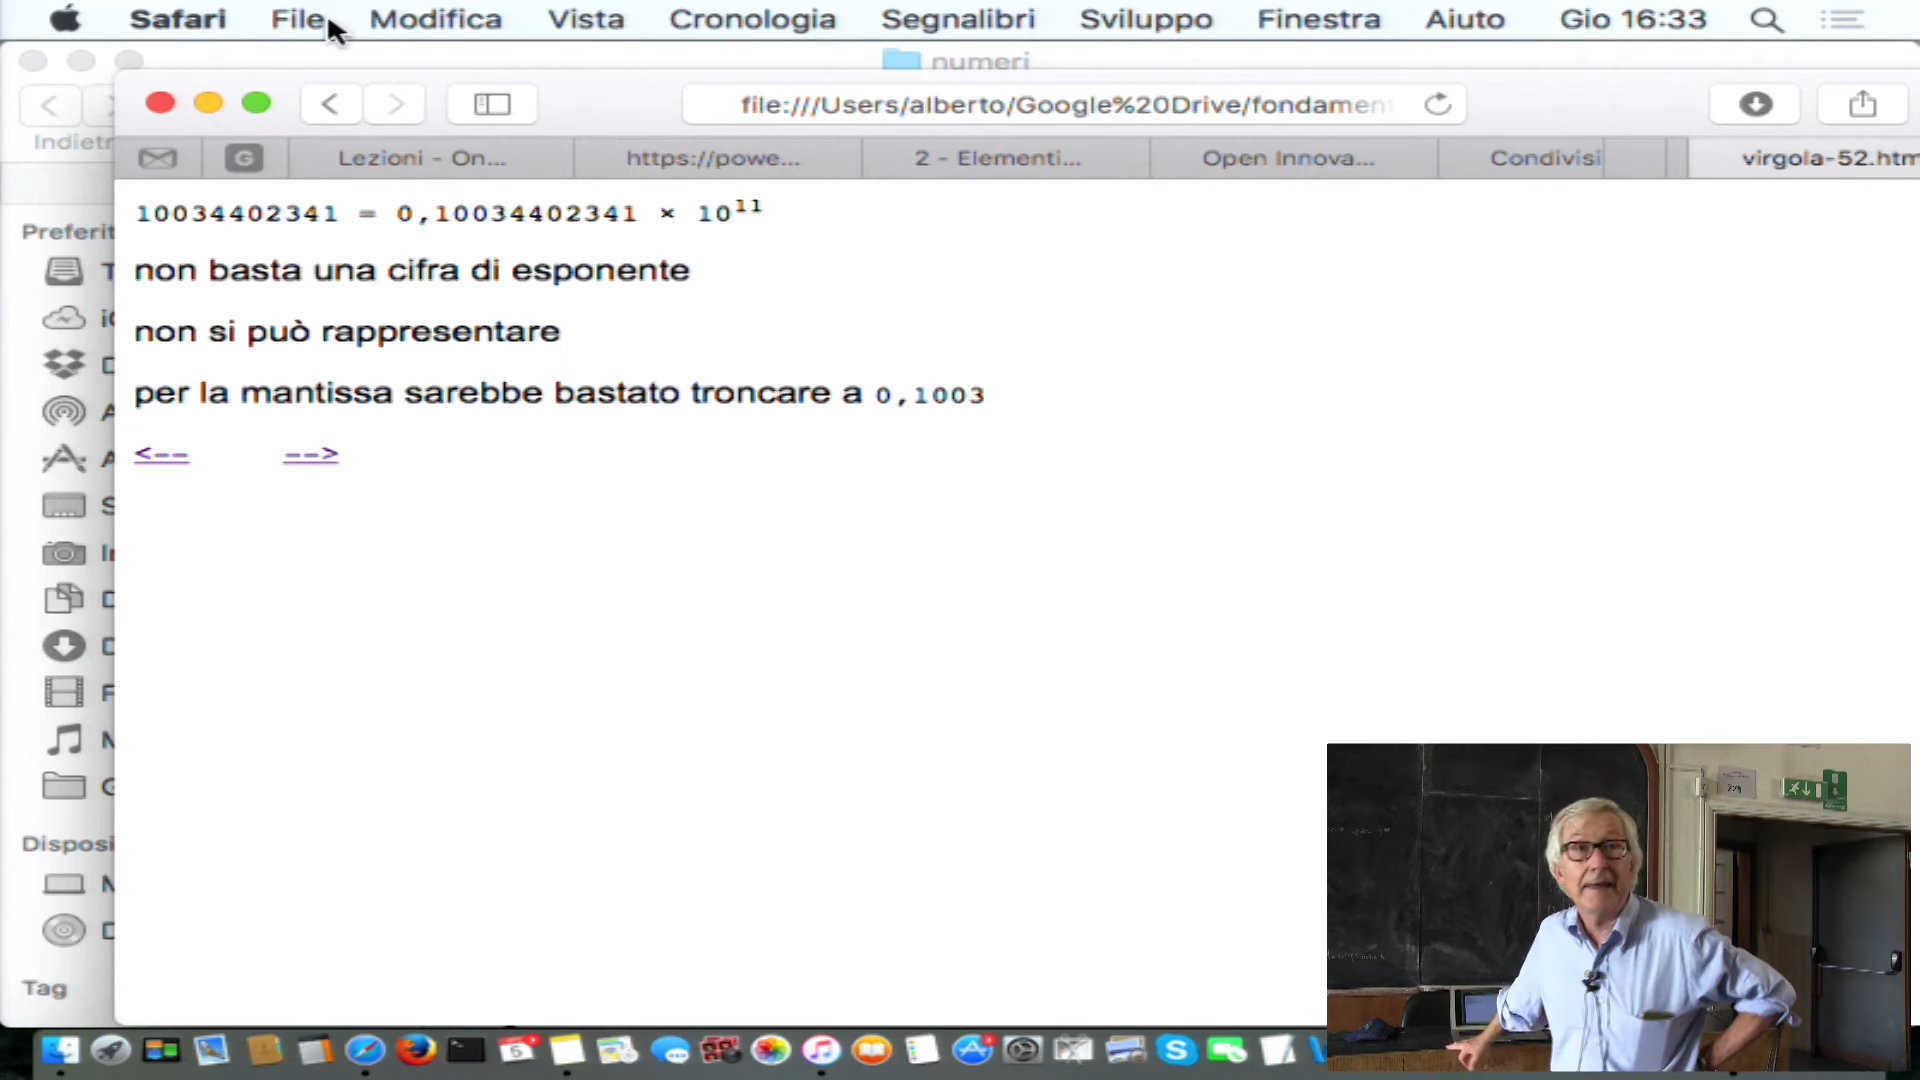 Safari File Modifica Vista Cronologia Segnalibri Sviluppo Finestra Aiuto Gio 16:33
numeri
file:///Users/alberto/Google%20Drive/fondament
Lezioni - On... https://powe... 2 - Elementi... Open Innova... Condivisi virgola-52.htm
10034402341 = 0,10034402341 × 10¹¹
non basta una cifra di esponente
non si può rappresentare
per la mantissa sarebbe bastato troncare a 0,1003
<-- -->
Indietr
Preferit
Disposi
Tag